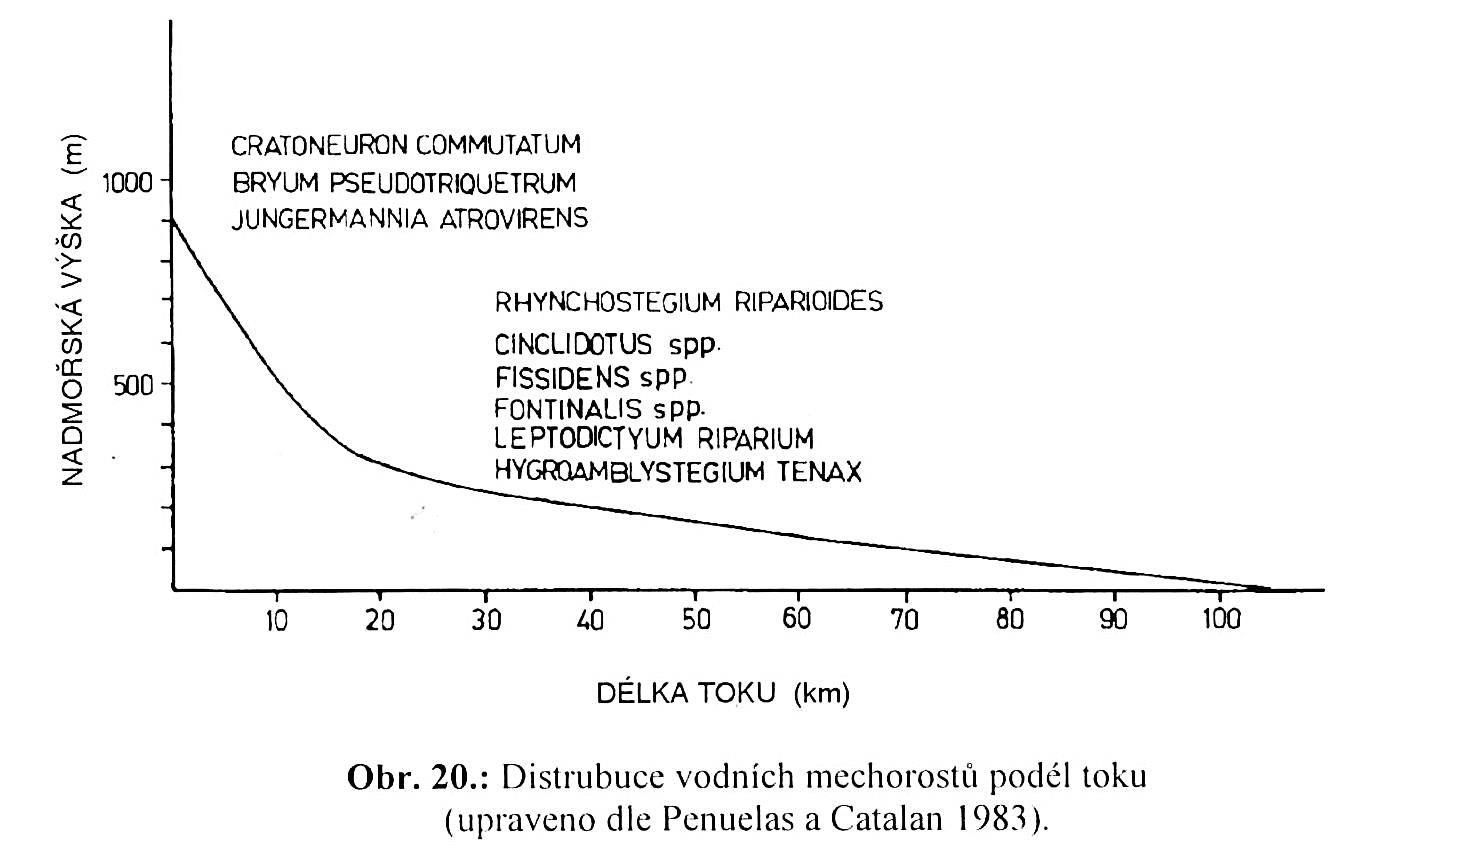 NADMOŘSKÁ VÝŠKA (m)
1000
500
CRATONEURON COMMUTATUM
BRYUM PSEUDOTRIQUETRUM
JUNGERMANNIA ATROVIRENS
RHYNCHOSTEGIUM RIPARIOIDES
CINCLIDOTUS spp.
FISSIDENS spp.
FONTINALIS spp.
LEPTODICTYUM RIPARIUM
HYGROAMBLYSTEGIUM TENAX
10 20 30 40 50 60 70 80 90 100
DÉLKA TOKU (km)
Obr. 20.: Distrubuce vodních mechorostů podél toku
(upraveno dle Penuelas a Catalan 1983).